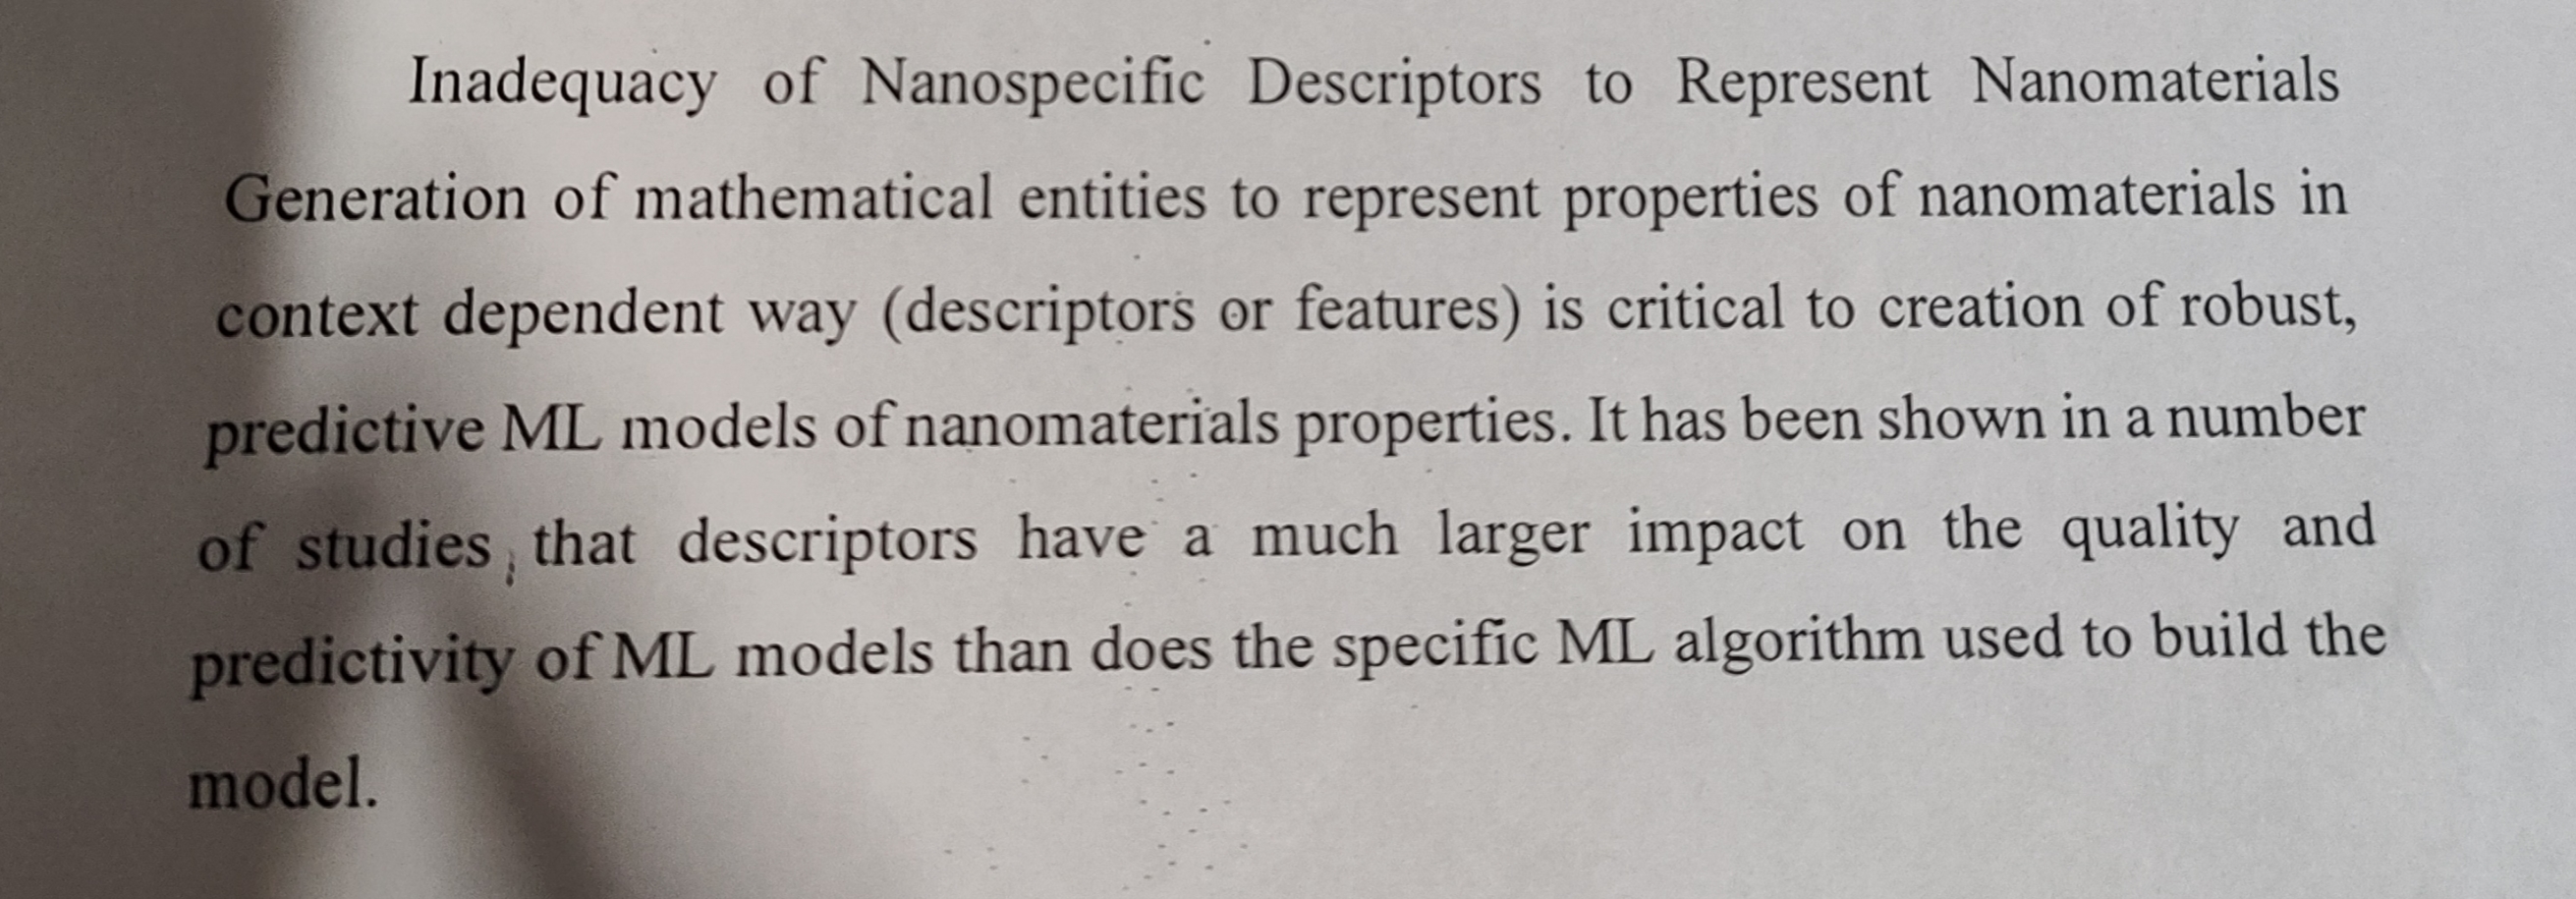 Inadequacy of Nanospecific Descriptors to Represent Nanomaterials
Generation of mathematical entities to represent properties of nanomaterials in
context dependent way (descriptors or features) is critical to creation of robust,
predictive ML models of nanomaterials properties. It has been shown in a number
of studies that descriptors have a much larger impact on the quality and
predictivity of ML models than does the specific ML algorithm used to build the
model.